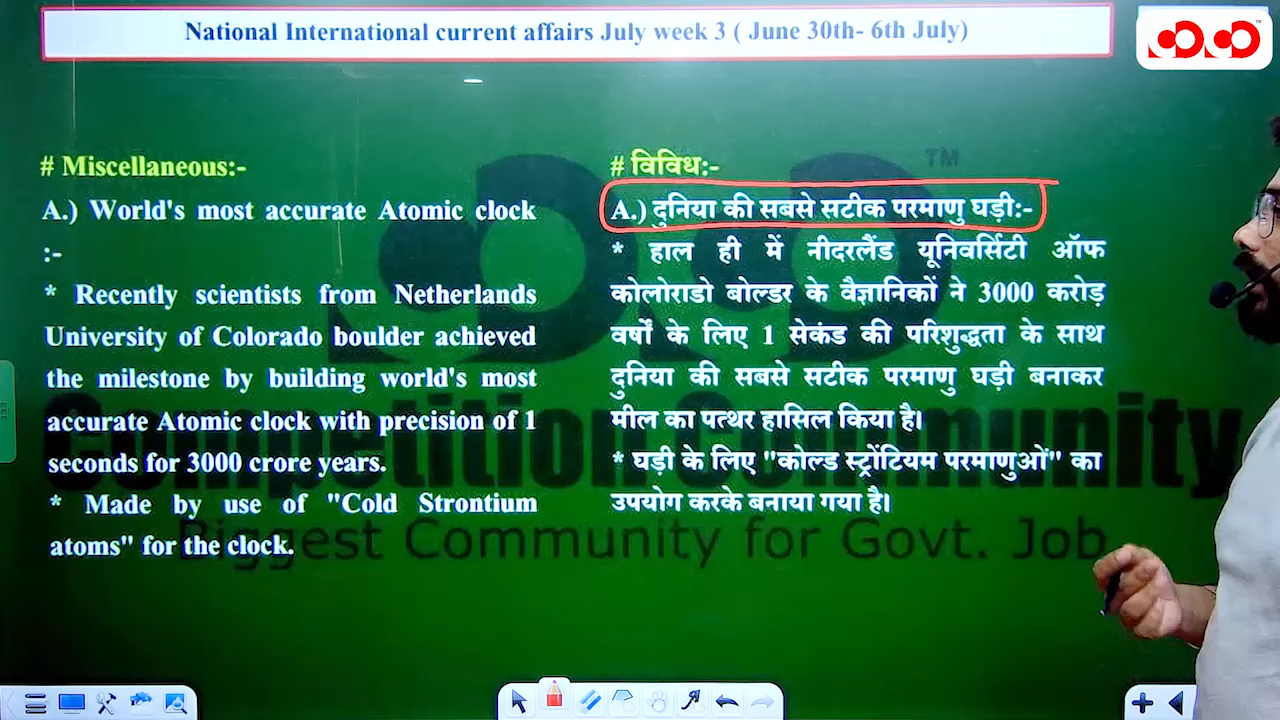 National International current affairs July week 3 ( June 30th- 6th July)
TM
# Miscellaneous:-
A.) World's most accurate Atomic clock
:-
* Recently scientists from Netherlands
University of Colorado boulder achieved
the milestone by building world's most
accurate Atomic clock with precision of 1
seconds for 3000 crore years.
* Made by use of "Cold Strontium
atoms" for the clock.
# विविध:-
A.) दुनिया की सबसे सटीक परमाणु घड़ी:-
* हाल ही में नीदरलैंड यूनिवर्सिटी ऑफ
कोलोराडो बोल्डर के वैज्ञानिकों ने 3000 करोड़
वर्षों के लिए 1 सेकंड की परिशुद्धता के साथ
दुनिया की सबसे सटीक परमाणु घड़ी बनाकर
मील का पत्थर हासिल किया है।
* घड़ी के लिए "कोल्ड स्ट्रोंटियम परमाणुओं" का
उपयोग करके बनाया गया है।
TM
Competition Community
Biggest Community for Govt. Job